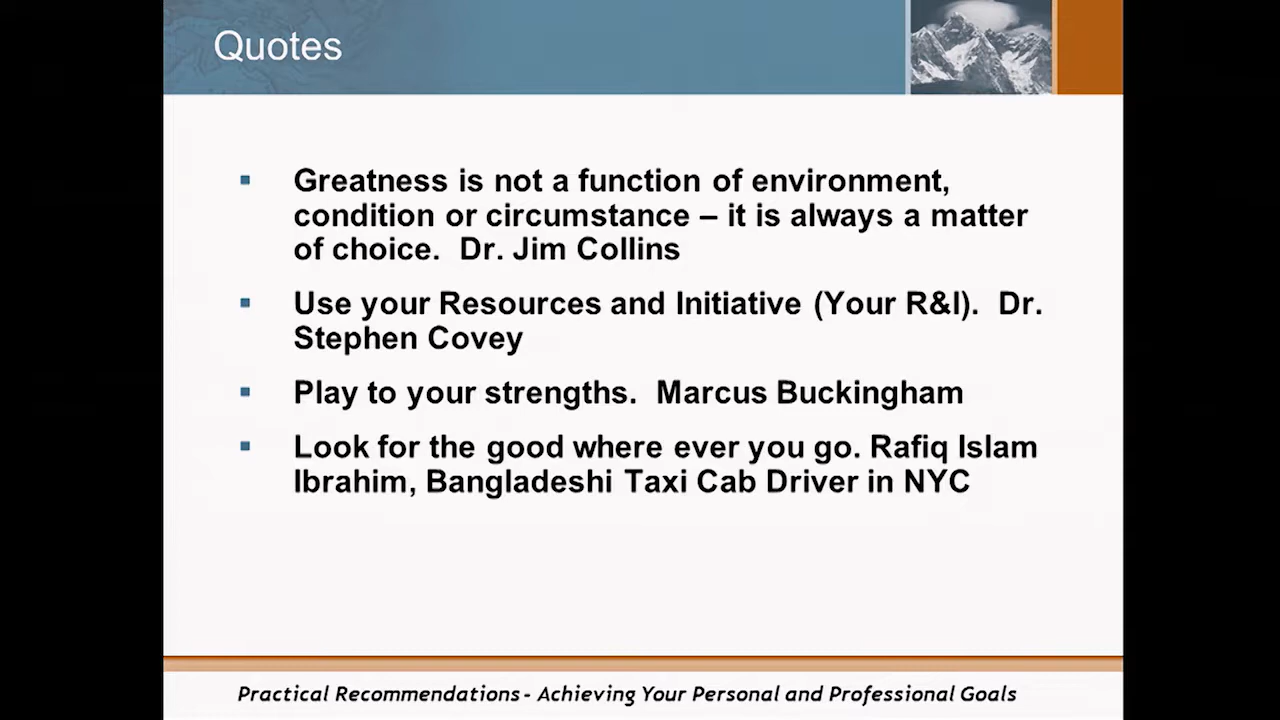 Quotes
Greatness is not a function of environment,
condition or circumstance – it is always a matter
of choice.  Dr. Jim Collins
Use your Resources and Initiative (Your R&I).  Dr.
Stephen Covey
Play to your strengths.  Marcus Buckingham
Look for the good where ever you go. Rafiq Islam
Ibrahim, Bangladeshi Taxi Cab Driver in NYC
Practical Recommendations - Achieving Your Personal and Professional Goals